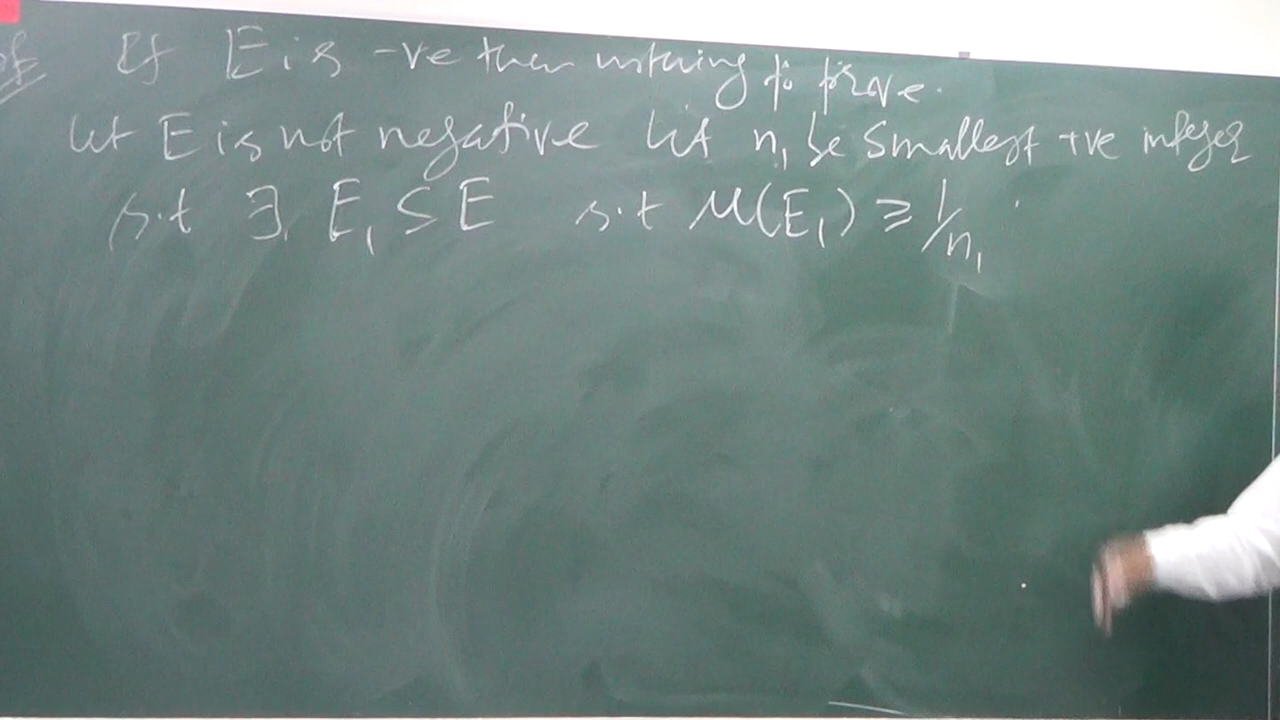 If E is -ve then nothing to prove.
let E is not negative let n₁ be smallest +ve integer
s.t ∃ E₁ ⊆ E s.t μ(E₁) ≥ 1/n₁